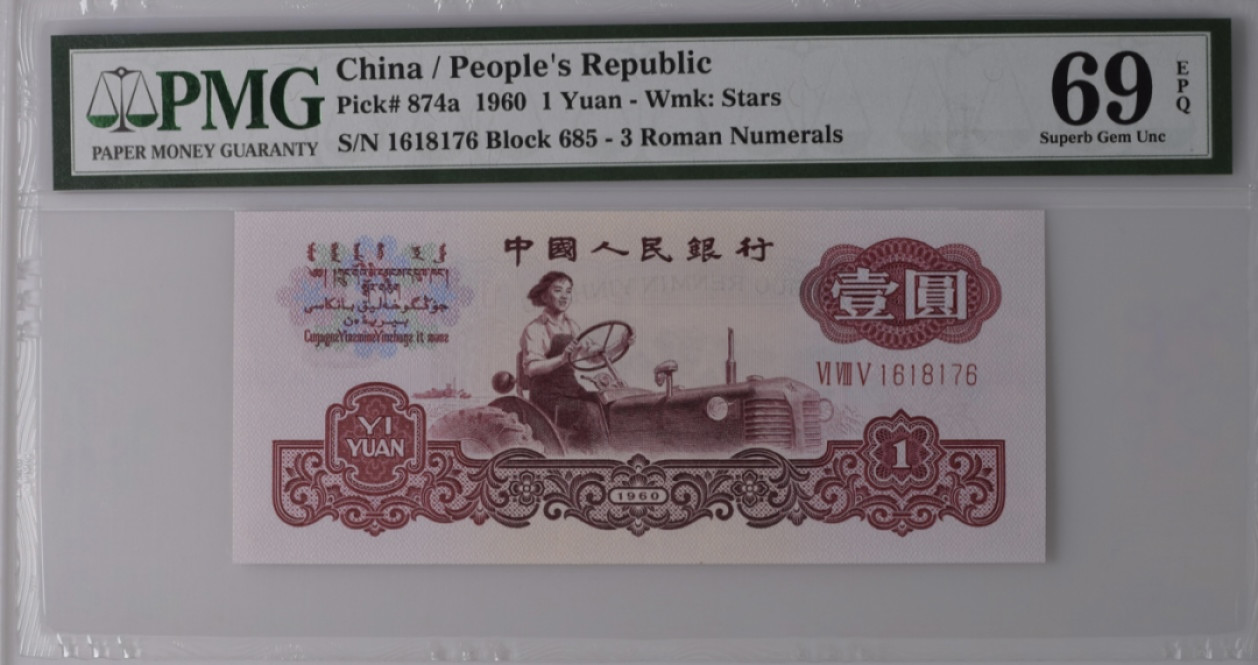 PMG
PAPER MONEY GUARANTY
China / People's Republic
Pick# 874a 1960 1 Yuan - Wmk: Stars
S/N 1618176 Block 685 - 3 Roman Numerals
69
EPQ
Superb Gem Unc
中國人民銀行
壹圓
VI VIII V 1618176
YI
YUAN
1
1960